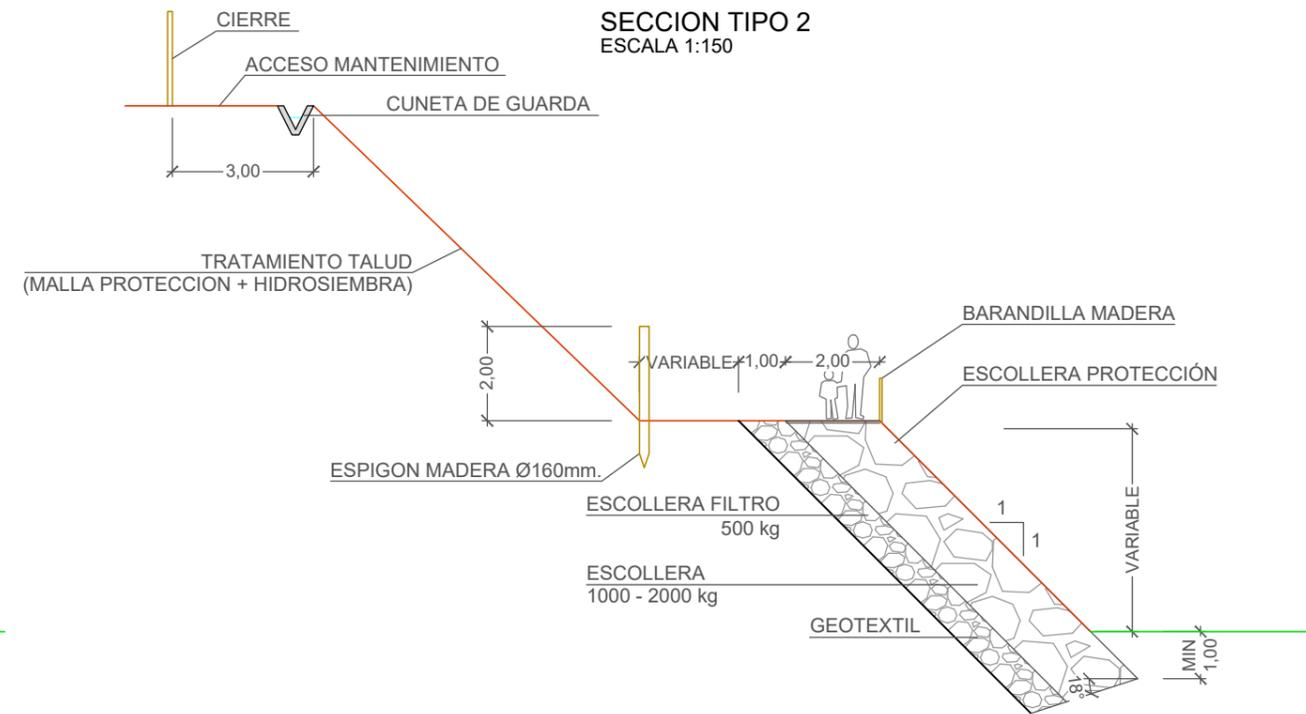 SECCION TIPO 2
ESCALA 1:150
CIERRE
ACCESO MANTENIMIENTO
CUNETA DE GUARDA
3,00
TRATAMIENTO TALUD
(MALLA PROTECCION + HIDROSIEMBRA)
2,00
VARIABLE
1,00
2,00
BARANDILLA MADERA
ESCOLLERA PROTECCIÓN
ESPIGON MADERA Ø160mm.
ESCOLLERA FILTRO
500 kg
1
1
VARIABLE
ESCOLLERA
1000 - 2000 kg
GEOTEXTIL
MIN
1,00
18°